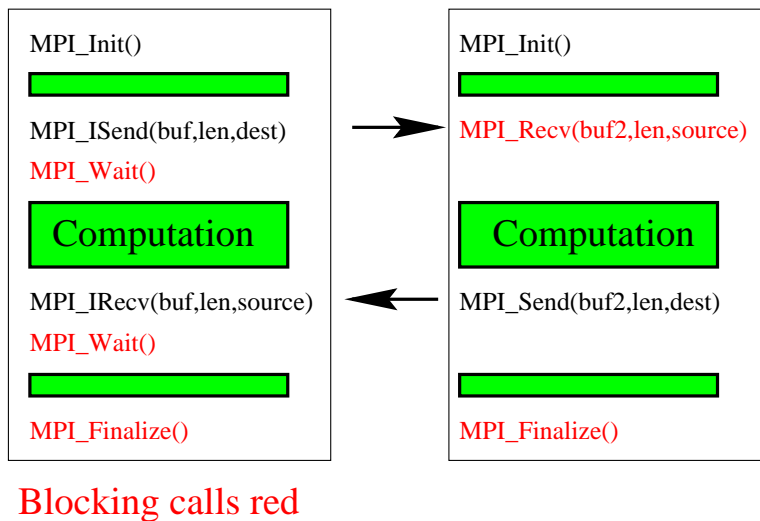 MPI_Init()
MPI_ISend(buf,len,dest)
MPI_Wait()
Computation
MPI_IRecv(buf,len,source)
MPI_Wait()
MPI_Finalize()
MPI_Init()
MPI_Recv(buf2,len,source)
Computation
MPI_Send(buf2,len,dest)
MPI_Finalize()
Blocking calls red